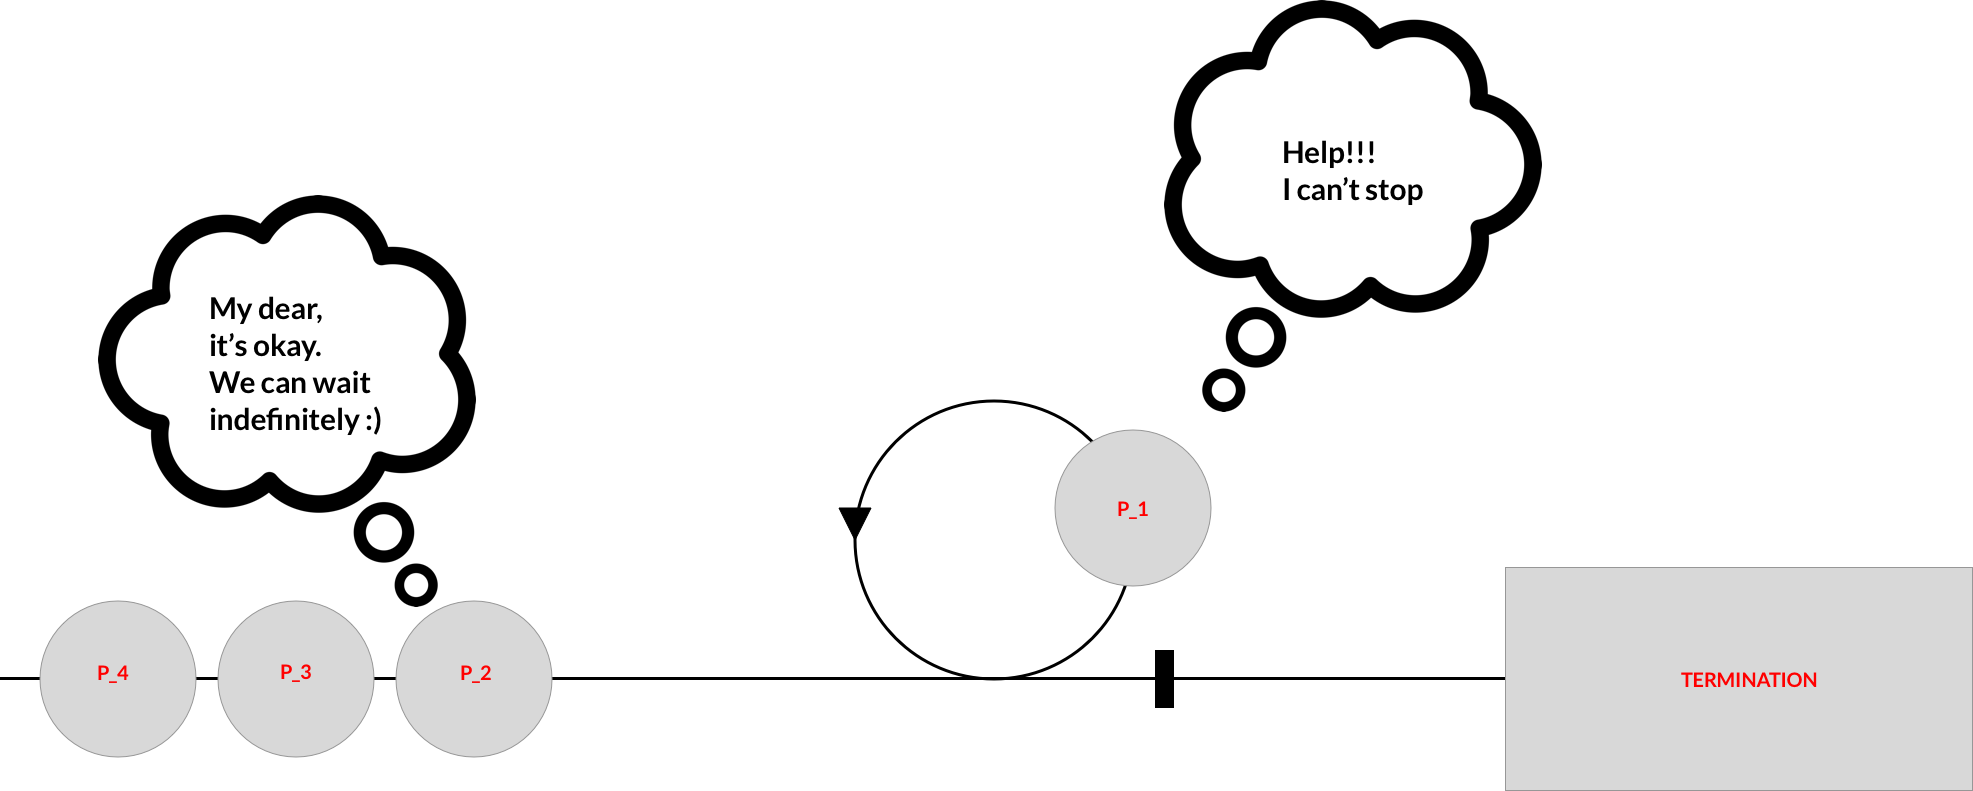 Help!!!
I can’t stop
My dear,
it’s okay.
We can wait
indefinitely :)
P_1
P_4
P_3
P_2
TERMINATION